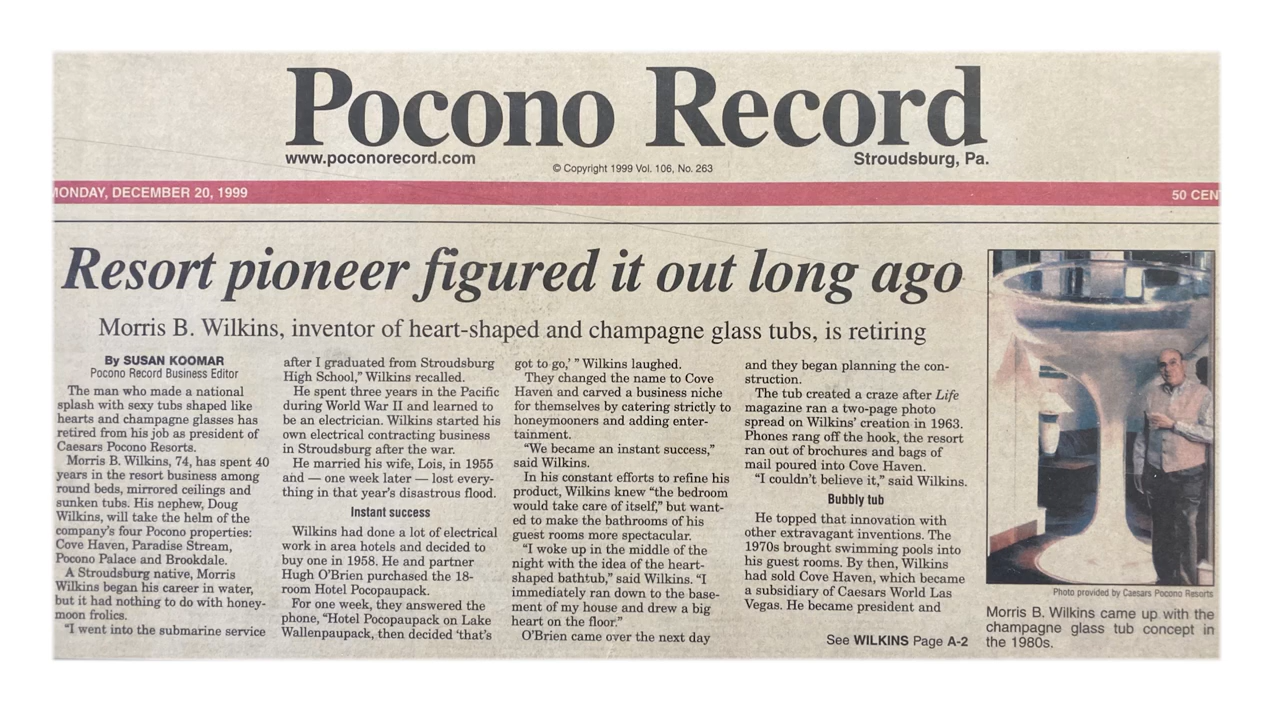 Pocono Record
www.poconorecord.com
© Copyright 1999 Vol. 106, No. 263
Stroudsburg, Pa.
MONDAY, DECEMBER 20, 1999
50 CEN
Resort pioneer figured it out long ago
Morris B. Wilkins, inventor of heart-shaped and champagne glass tubs, is retiring
By SUSAN KOOMAR
Pocono Record Business Editor
The man who made a national
splash with sexy tubs shaped like
hearts and champagne glasses has
retired from his job as president of
Caesars Pocono Resorts.
Morris B. Wilkins, 74, has spent 40
years in the resort business among
round beds, mirrored ceilings and
sunken tubs. His nephew, Doug
Wilkins, will take the helm of the
company's four Pocono properties:
Cove Haven, Paradise Stream,
Pocono Palace and Brookdale.
A Stroudsburg native, Morris
Wilkins began his career in water,
but it had nothing to do with honey-
moon frolics.
"I went into the submarine service
after I graduated from Stroudsburg
High School," Wilkins recalled.
He spent three years in the Pacific
during World War II and learned to
be an electrician. Wilkins started his
own electrical contracting business
in Stroudsburg after the war.
He married his wife, Lois, in 1955
and — one week later — lost every-
thing in that year's disastrous flood.
Instant success
Wilkins had done a lot of electrical
work in area hotels and decided to
buy one in 1958. He and partner
Hugh O'Brien purchased the 18-
room Hotel Pocopaupack.
For one week, they answered the
phone, "Hotel Pocopaupack on Lake
Wallenpaupack, then decided 'that's
got to go,' " Wilkins laughed.
They changed the name to Cove
Haven and carved a business niche
for themselves by catering strictly to
honeymooners and adding enter-
tainment.
"We became an instant success,"
said Wilkins.
In his constant efforts to refine his
product, Wilkins knew "the bedroom
would take care of itself," but want-
ed to make the bathrooms of his
guest rooms more spectacular.
"I woke up in the middle of the
night with the idea of the heart-
shaped bathtub," said Wilkins. "I
immediately ran down to the base-
ment of my house and drew a big
heart on the floor."
O'Brien came over the next day
and they began planning the con-
struction.
The tub created a craze after Life
magazine ran a two-page photo
spread on Wilkins' creation in 1963.
Phones rang off the hook, the resort
ran out of brochures and bags of
mail poured into Cove Haven.
"I couldn't believe it," said Wilkins.
Bubbly tub
He topped that innovation with
other extravagant inventions. The
1970s brought swimming pools into
his guest rooms. By then, Wilkins
had sold Cove Haven, which became
a subsidiary of Caesars World Las
Vegas. He became president and
See WILKINS Page A-2
Photo provided by Caesars Pocono Resorts
Morris B. Wilkins came up with the
champagne glass tub concept in
the 1980s.